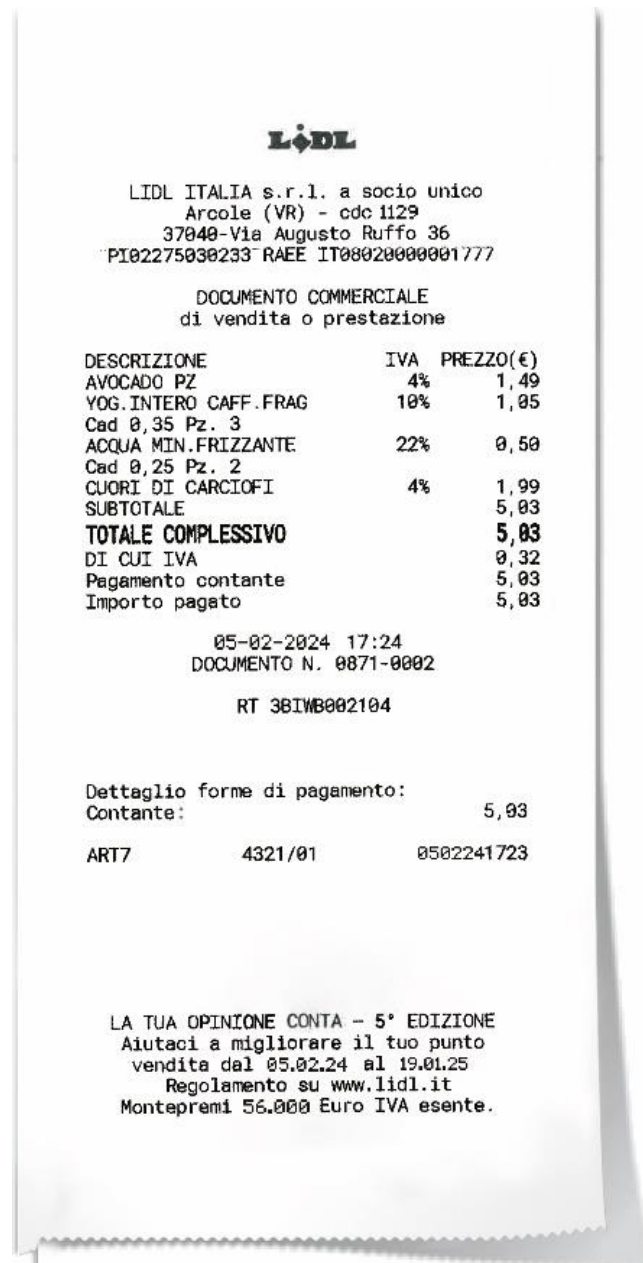 LiDL
LIDL ITALIA s.r.l. a socio unico
Arcole (VR) - cdc 1129
37040-Via Augusto Ruffo 36
PI02275030233 RAEE IT08020000001777
DOCUMENTO COMMERCIALE
di vendita o prestazione
DESCRIZIONE IVA PREZZO(€)
AVOCADO PZ 4% 1,49
YOG.INTERO CAFF.FRAG 10% 1,05
Cad 0,35 Pz. 3
ACQUA MIN.FRIZZANTE 22% 0,50
Cad 0,25 Pz. 2
CUORI DI CARCIOFI 4% 1,99
SUBTOTALE 5,03
TOTALE COMPLESSIVO 5,03
DI CUI IVA 0,32
Pagamento contante 5,03
Importo pagato 5,03
05-02-2024 17:24
DOCUMENTO N. 0871-0002
RT 3BIWB002104
Dettaglio forme di pagamento:
Contante: 5,03
ART7 4321/01 0502241723
LA TUA OPINIONE CONTA - 5° EDIZIONE
Aiutaci a migliorare il tuo punto
vendita dal 05.02.24 al 19.01.25
Regolamento su www.lidl.it
Montepremi 56.000 Euro IVA esente.